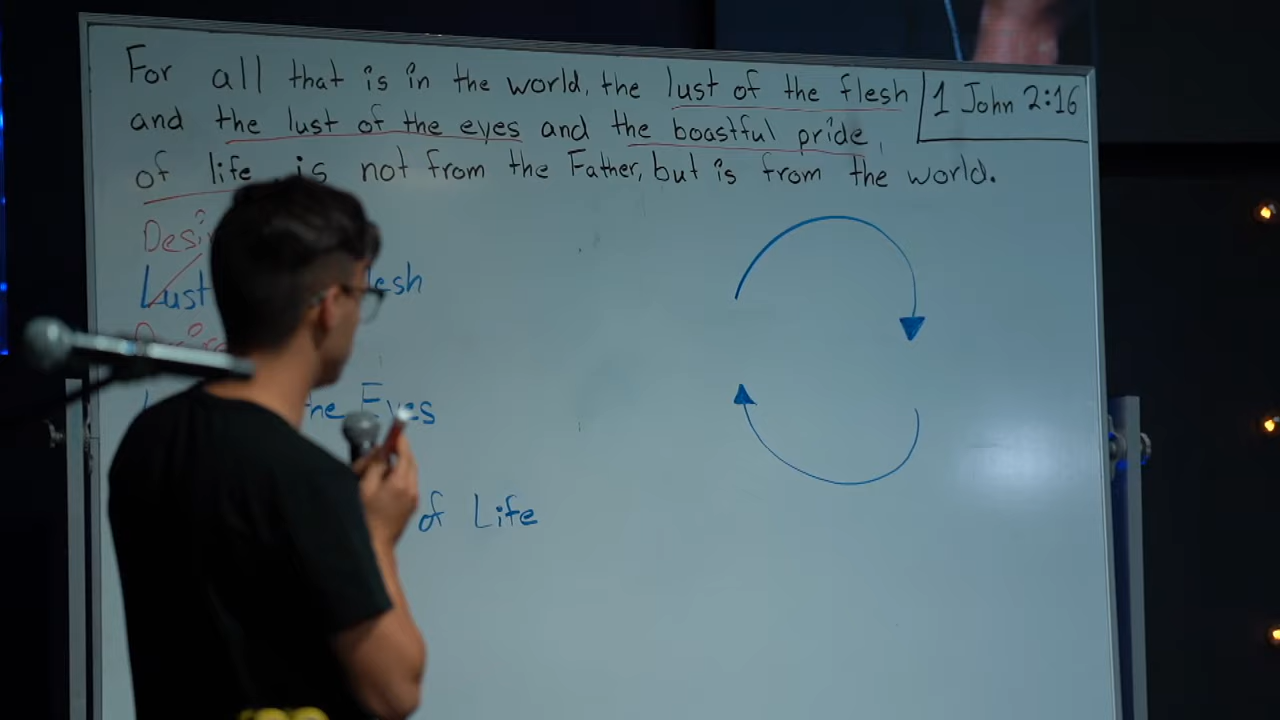 For all that is in the world, the lust of the flesh
1 John 2:16
and the lust of the eyes and the boastful pride,
of life, is not from the Father, but is from the world.
Lust
he Eyes
of Life